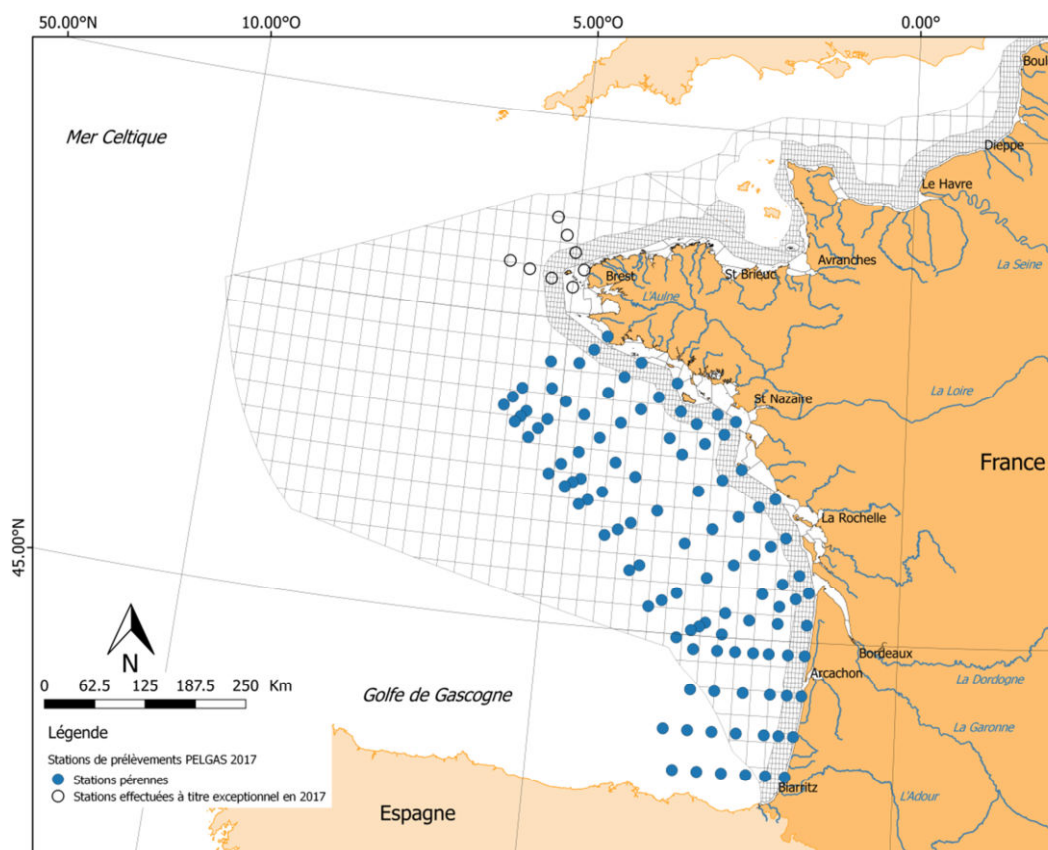 50.00°N
10.00°O
5.00°O
0.00°O
Boul
Mer Celtique
Dieppe
Le Havre
La Seine
Avranches
St Brieuc
Brest
L'Aulne
St Nazaire
La Loire
France
La Rochelle
45.00°N
N
0 62.5 125 187.5 250 Km
Bordeaux
Arcachon
La Dordogne
Golfe de Gascogne
La Garonne
Légende
Stations de prélèvements PELGAS 2017
Stations pérennes
Stations effectuées à titre exceptionnel en 2017
Biarritz
L'Adour
Espagne